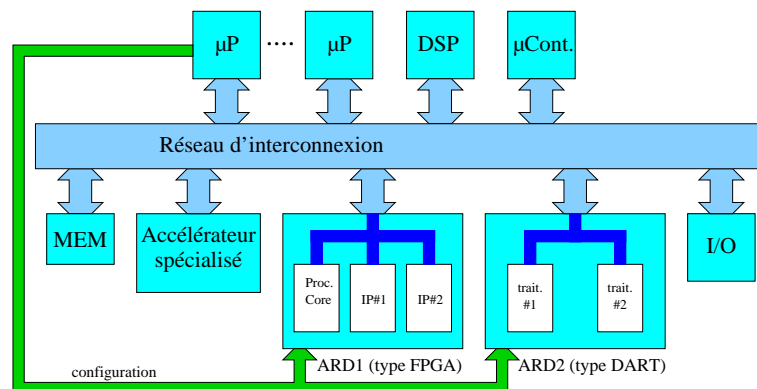 µP .... µP DSP µCont.
Réseau d'interconnexion
MEM
Accélérateur
spécialisé
I/O
Proc.
Core
IP#1
IP#2
trait.
#1
trait.
#2
ARD1 (type FPGA)
ARD2 (type DART)
configuration